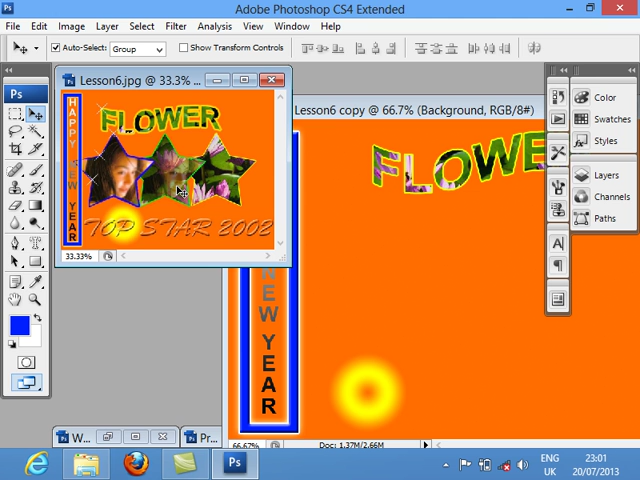 Adobe Photoshop CS4 Extended
File Edit Image Layer Select Filter Analysis View Window Help
Auto-Select: Group Show Transform Controls
Ps
Lesson6.jpg @ 33.3% ...
FLOWER
HAPPY NEW YEAR
TOP STAR 2002
33.33%
Lesson6 copy @ 66.7% (Background, RGB/8#)
FLOWE
NEW YEAR
Color
Swatches
Styles
Layers
Channels
Paths
W...
Pr...
66.67%
Doc: 1.37M/2.66M
Ps
ENG
UK
23:01
20/07/2013